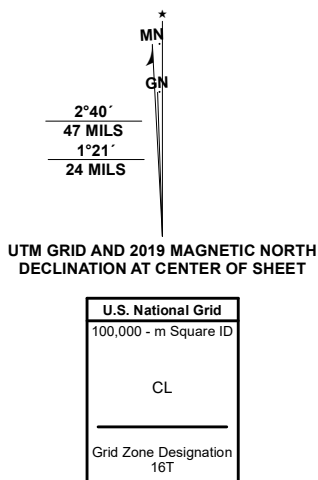 ★
MN
GN
2°40´
47 MILS
1°21´
24 MILS
UTM GRID AND 2019 MAGNETIC NORTH
DECLINATION AT CENTER OF SHEET
U.S. National Grid
100,000 - m Square ID
CL
Grid Zone Designation
16T